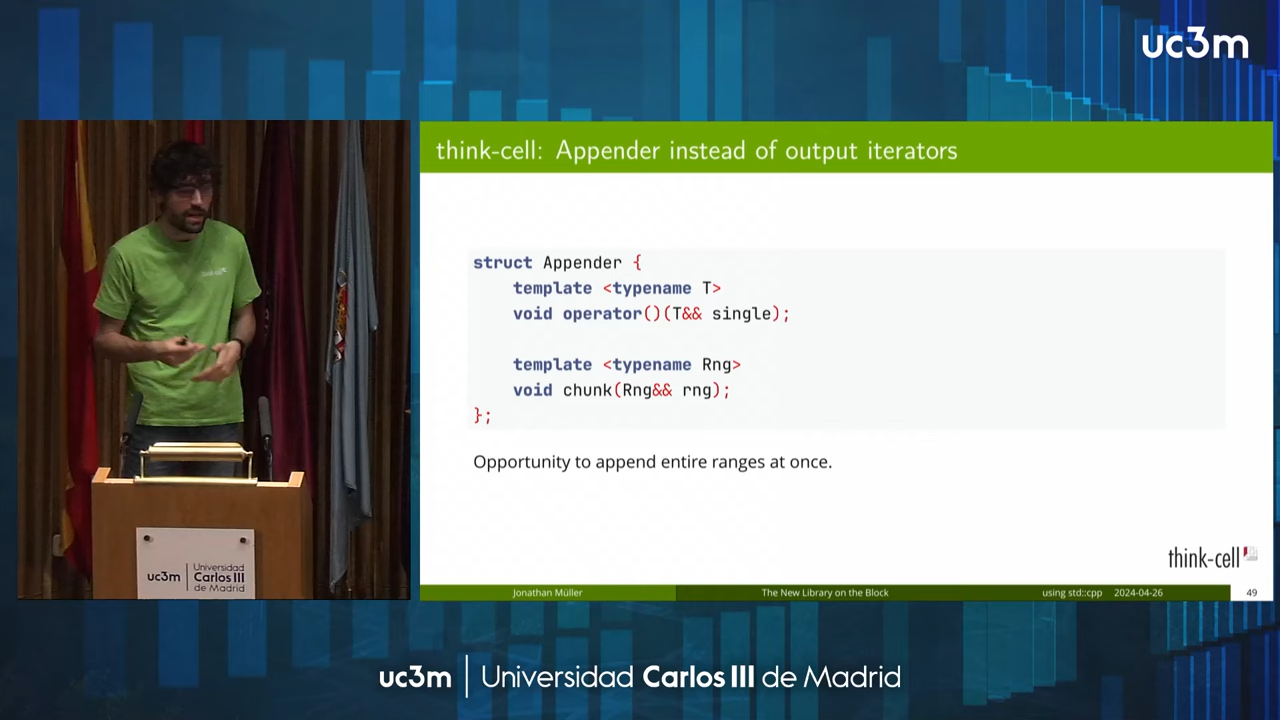 uc3m
think-cell: Appender instead of output iterators
struct Appender {
template <typename T>
void operator()(T&& single);
template <typename Rng>
void chunk(Rng&& rng);
};
Opportunity to append entire ranges at once.
think-cell
Jonathan Müller The New Library on the Block using std::cpp 2024-04-26 49
think-cell
uc3m Universidad
Carlos III
de Madrid
uc3m Universidad Carlos III de Madrid